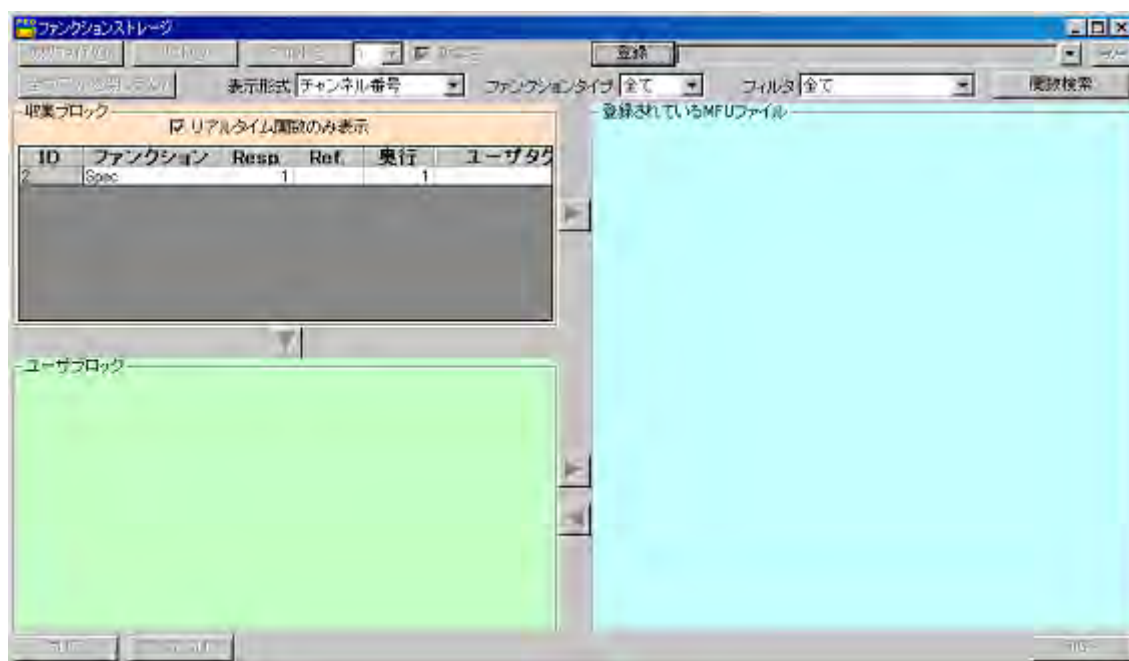 ファンクションストレージ
登録
表示形式 チャンネル番号 ファンクションタイプ 全て フィルタ 全て 関数検索
収集ブロック
リアルタイム関数のみ表示
ID ファンクション Resp. Ref. 奥行 ユーザタグ
2 Spec 1 1
ユーザブロック
登録されているMFUファイル